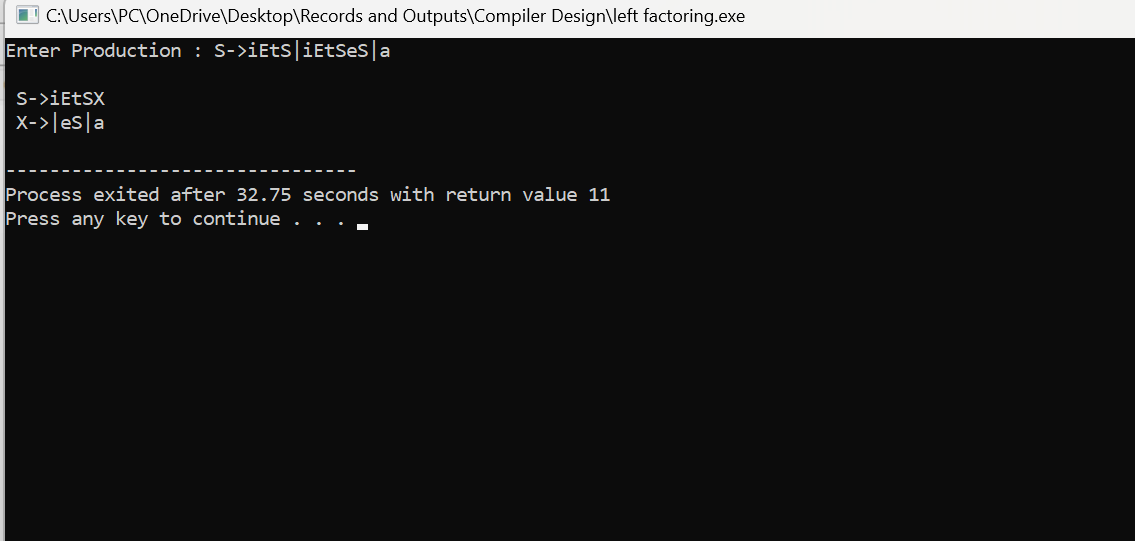 C:\Users\PC\OneDrive\Desktop\Records and Outputs\Compiler Design\left factoring.exe
Enter Production : S->iEtS|iEtSeS|a
S->iEtSX
X->|eS|a
--------------------------------
Process exited after 32.75 seconds with return value 11
Press any key to continue . . .